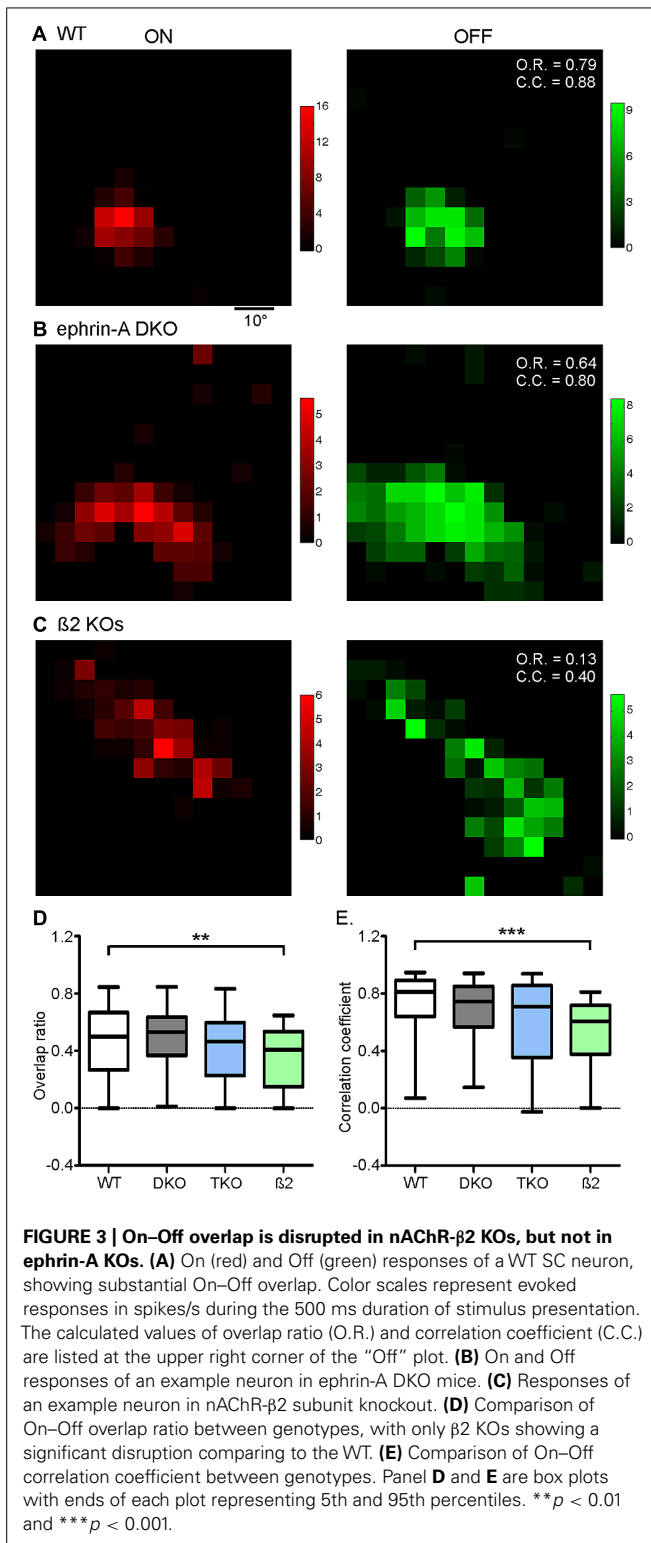 A WT ON OFF
O.R. = 0.79
C.C. = 0.88
16
12
8
4
0
9
6
3
0
10°
B ephrin-A DKO
O.R. = 0.64
C.C. = 0.80
5
4
3
2
1
0
8
6
4
2
0
C ß2 KOs
O.R. = 0.13
C.C. = 0.40
6
5
4
3
2
1
0
5
4
3
2
1
0
D
**
1.2
0.8
0.4
0.0
-0.4
Overlap ratio
WT DKO TKO ß2
E.
***
1.2
0.8
0.4
0.0
-0.4
Correlation coefficient
WT DKO TKO ß2
FIGURE 3 | On–Off overlap is disrupted in nAChR-β2 KOs, but not in
ephrin-A KOs. (A) On (red) and Off (green) responses of a WT SC neuron,
showing substantial On–Off overlap. Color scales represent evoked
responses in spikes/s during the 500 ms duration of stimulus presentation.
The calculated values of overlap ratio (O.R.) and correlation coefficient (C.C.)
are listed at the upper right corner of the “Off” plot. (B) On and Off
responses of an example neuron in ephrin-A DKO mice. (C) Responses of
an example neuron in nAChR-β2 subunit knockout. (D) Comparison of
On–Off overlap ratio between genotypes, with only β2 KOs showing a
significant disruption comparing to the WT. (E) Comparison of On–Off
correlation coefficient between genotypes. Panel D and E are box plots
with ends of each plot representing 5th and 95th percentiles. **p < 0.01
and ***p < 0.001.